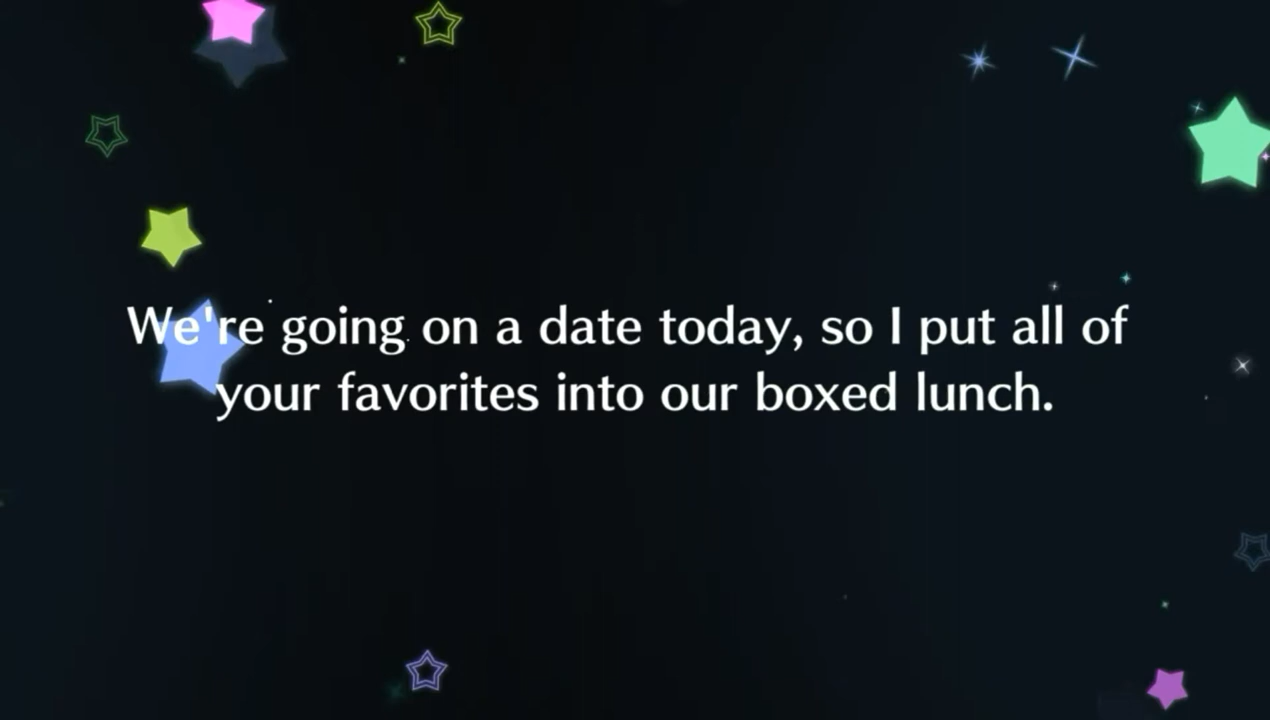 We're going on a date today, so I put all of
your favorites into our boxed lunch.